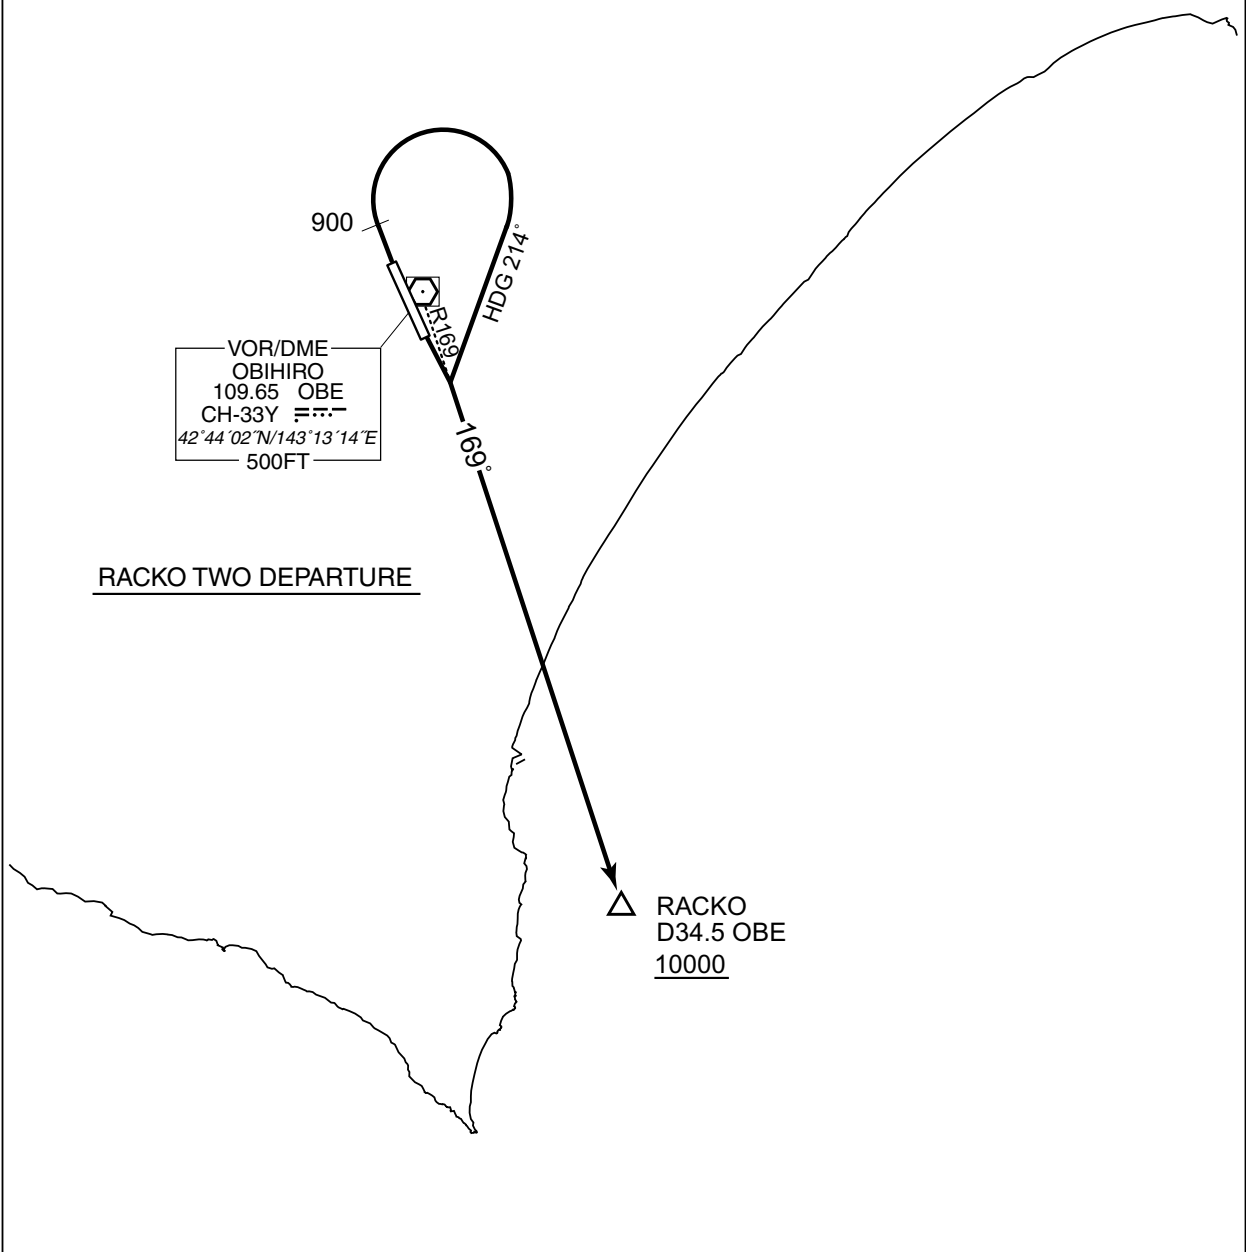 900
HDG 214°
R169
VOR/DME
OBIHIRO
109.65 OBE
CH-33Y
42°44´02˝N/143°13´14˝E
500FT
169°
RACKO TWO DEPARTURE
RACKO
D34.5 OBE
10000